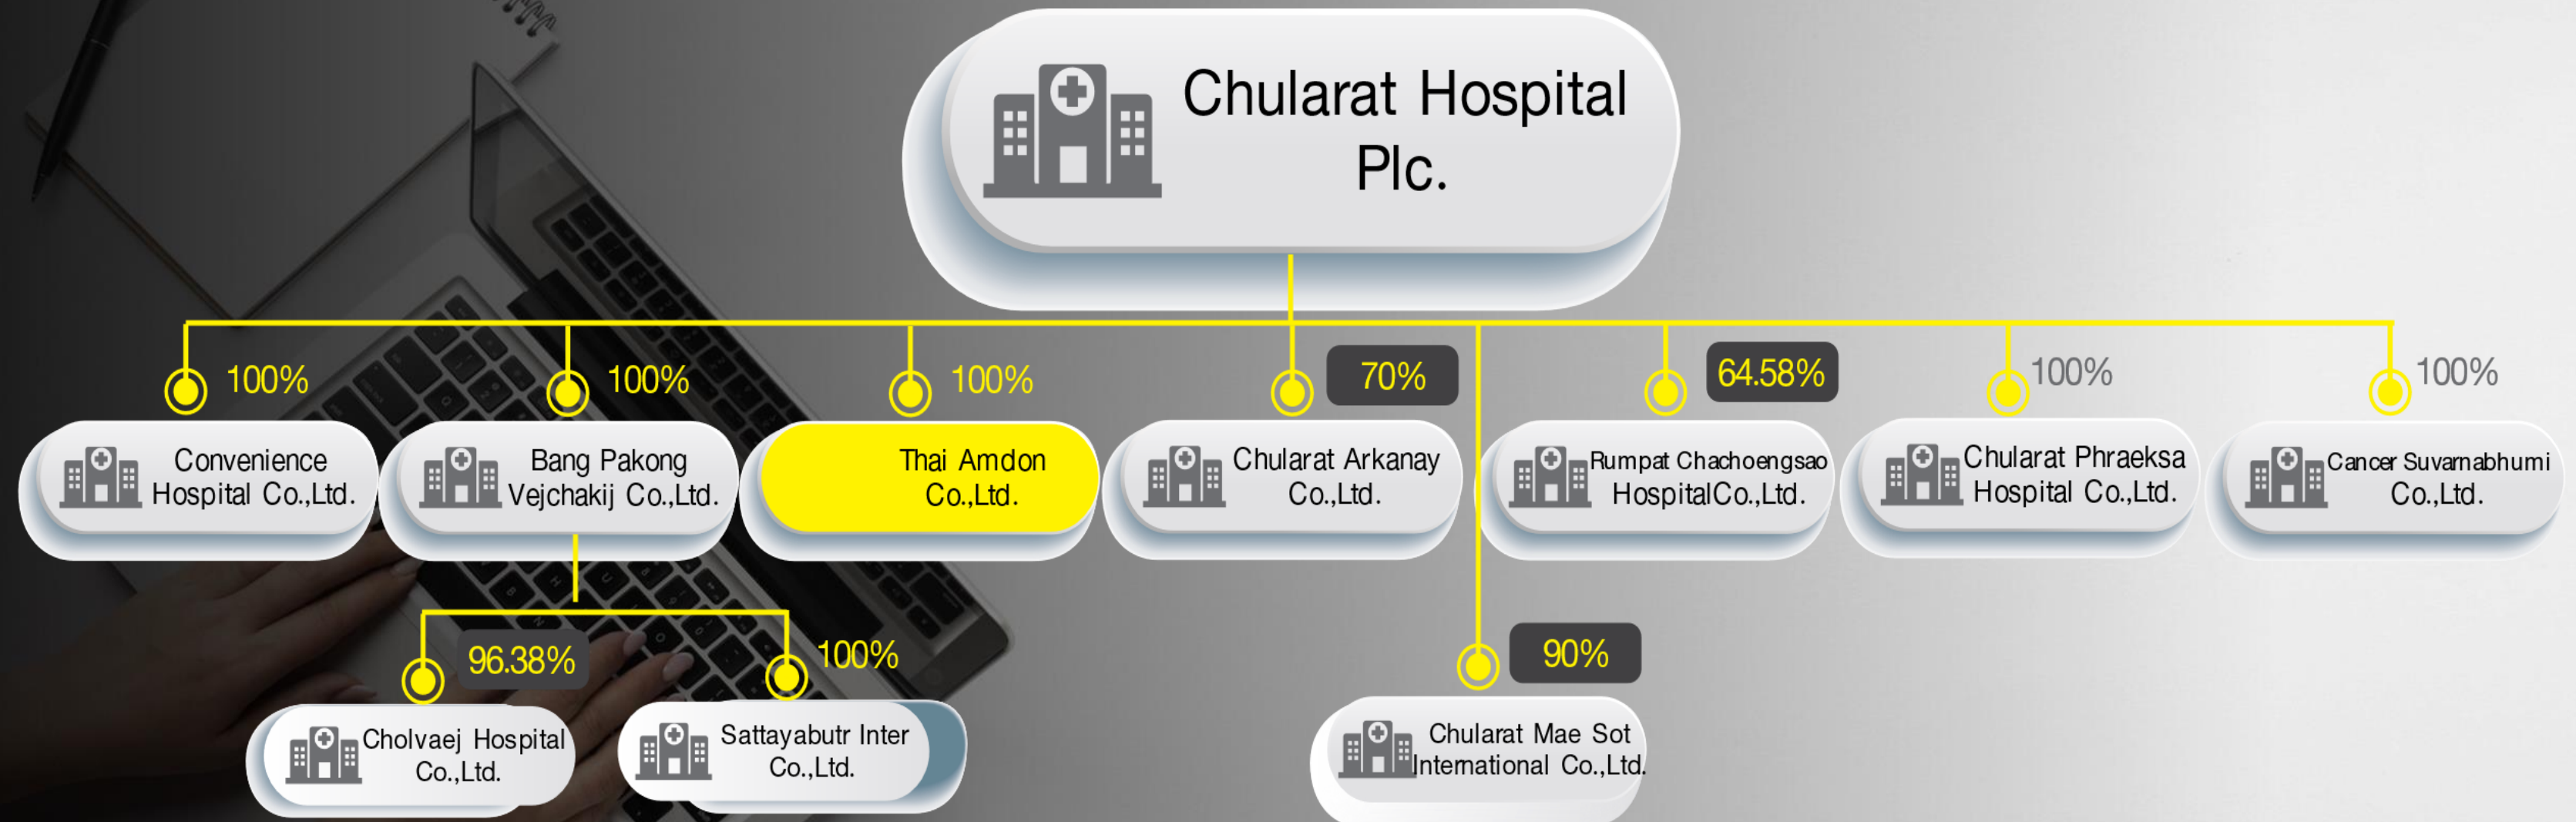 Chularat Hospital
Plc.
100%
100%
100%
70%
64.58%
100%
100%
Convenience
Hospital Co.,Ltd.
Bang Pakong
Vejchakij Co.,Ltd.
Thai Amdon
Co.,Ltd.
Chularat Arkanay
Co.,Ltd.
Rumpat Chachoengsao
HospitalCo.,Ltd.
Chularat Phraeksa
Hospital Co.,Ltd.
Cancer Suvarnabhumi
Co.,Ltd.
96.38%
100%
90%
Cholvaej Hospital
Co.,Ltd.
Sattayabutr Inter
Co.,Ltd.
Chularat Mae Sot
International Co.,Ltd.